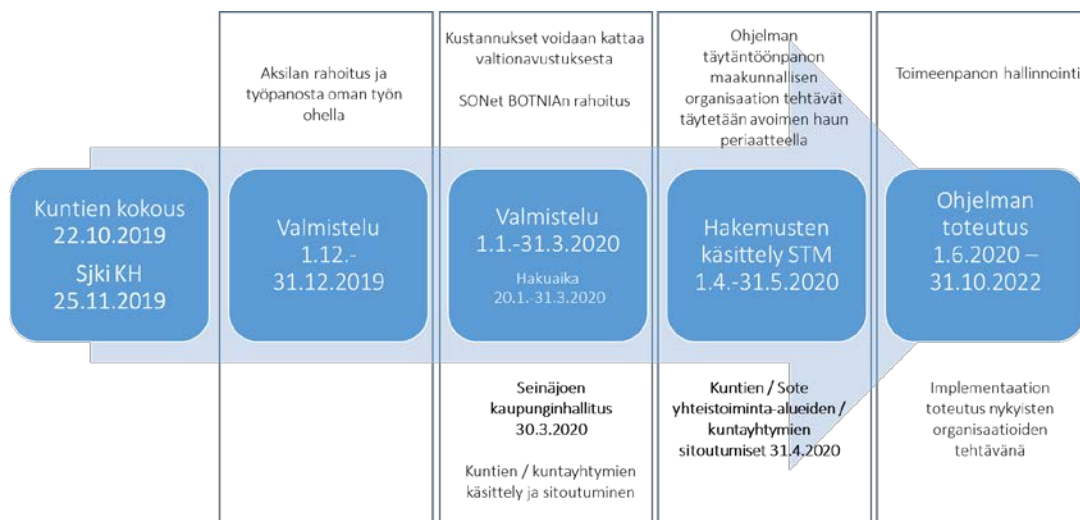 Kuntien kokous
22.10.2019
Sjki KH
25.11.2019
Aksilan rahoitus ja
työpanosta oman työn
ohella
Valmistelu
1.12.-
31.12.2019
Kustannukset voidaan kattaa
valtionavustuksesta
SONet BOTNIAn rahoitus
Valmistelu
1.1.-31.3.2020
Hakuaika
20.1.-31.3.2020
Seinäjoen
kaupunginhallitus
30.3.2020
Kuntien / kuntayhtymien
käsittely ja sitoutuminen
Ohjelman
täytäntöönpanon
maakunnallisen
organisaation tehtävät
täytetään avoimen haun
periaatteella
Hakemusten
käsittely STM
1.4.-31.5.2020
Kuntien / Sote
yhteistoiminta-alueiden /
kuntayhtymien
sitoutumiset 31.4.2020
Toimeenpanon hallinnointi
Ohjelman
toteutus
1.6.2020 –
31.10.2022
Implementaation
toteutus nykyisten
organisaatioiden
tehtävänä